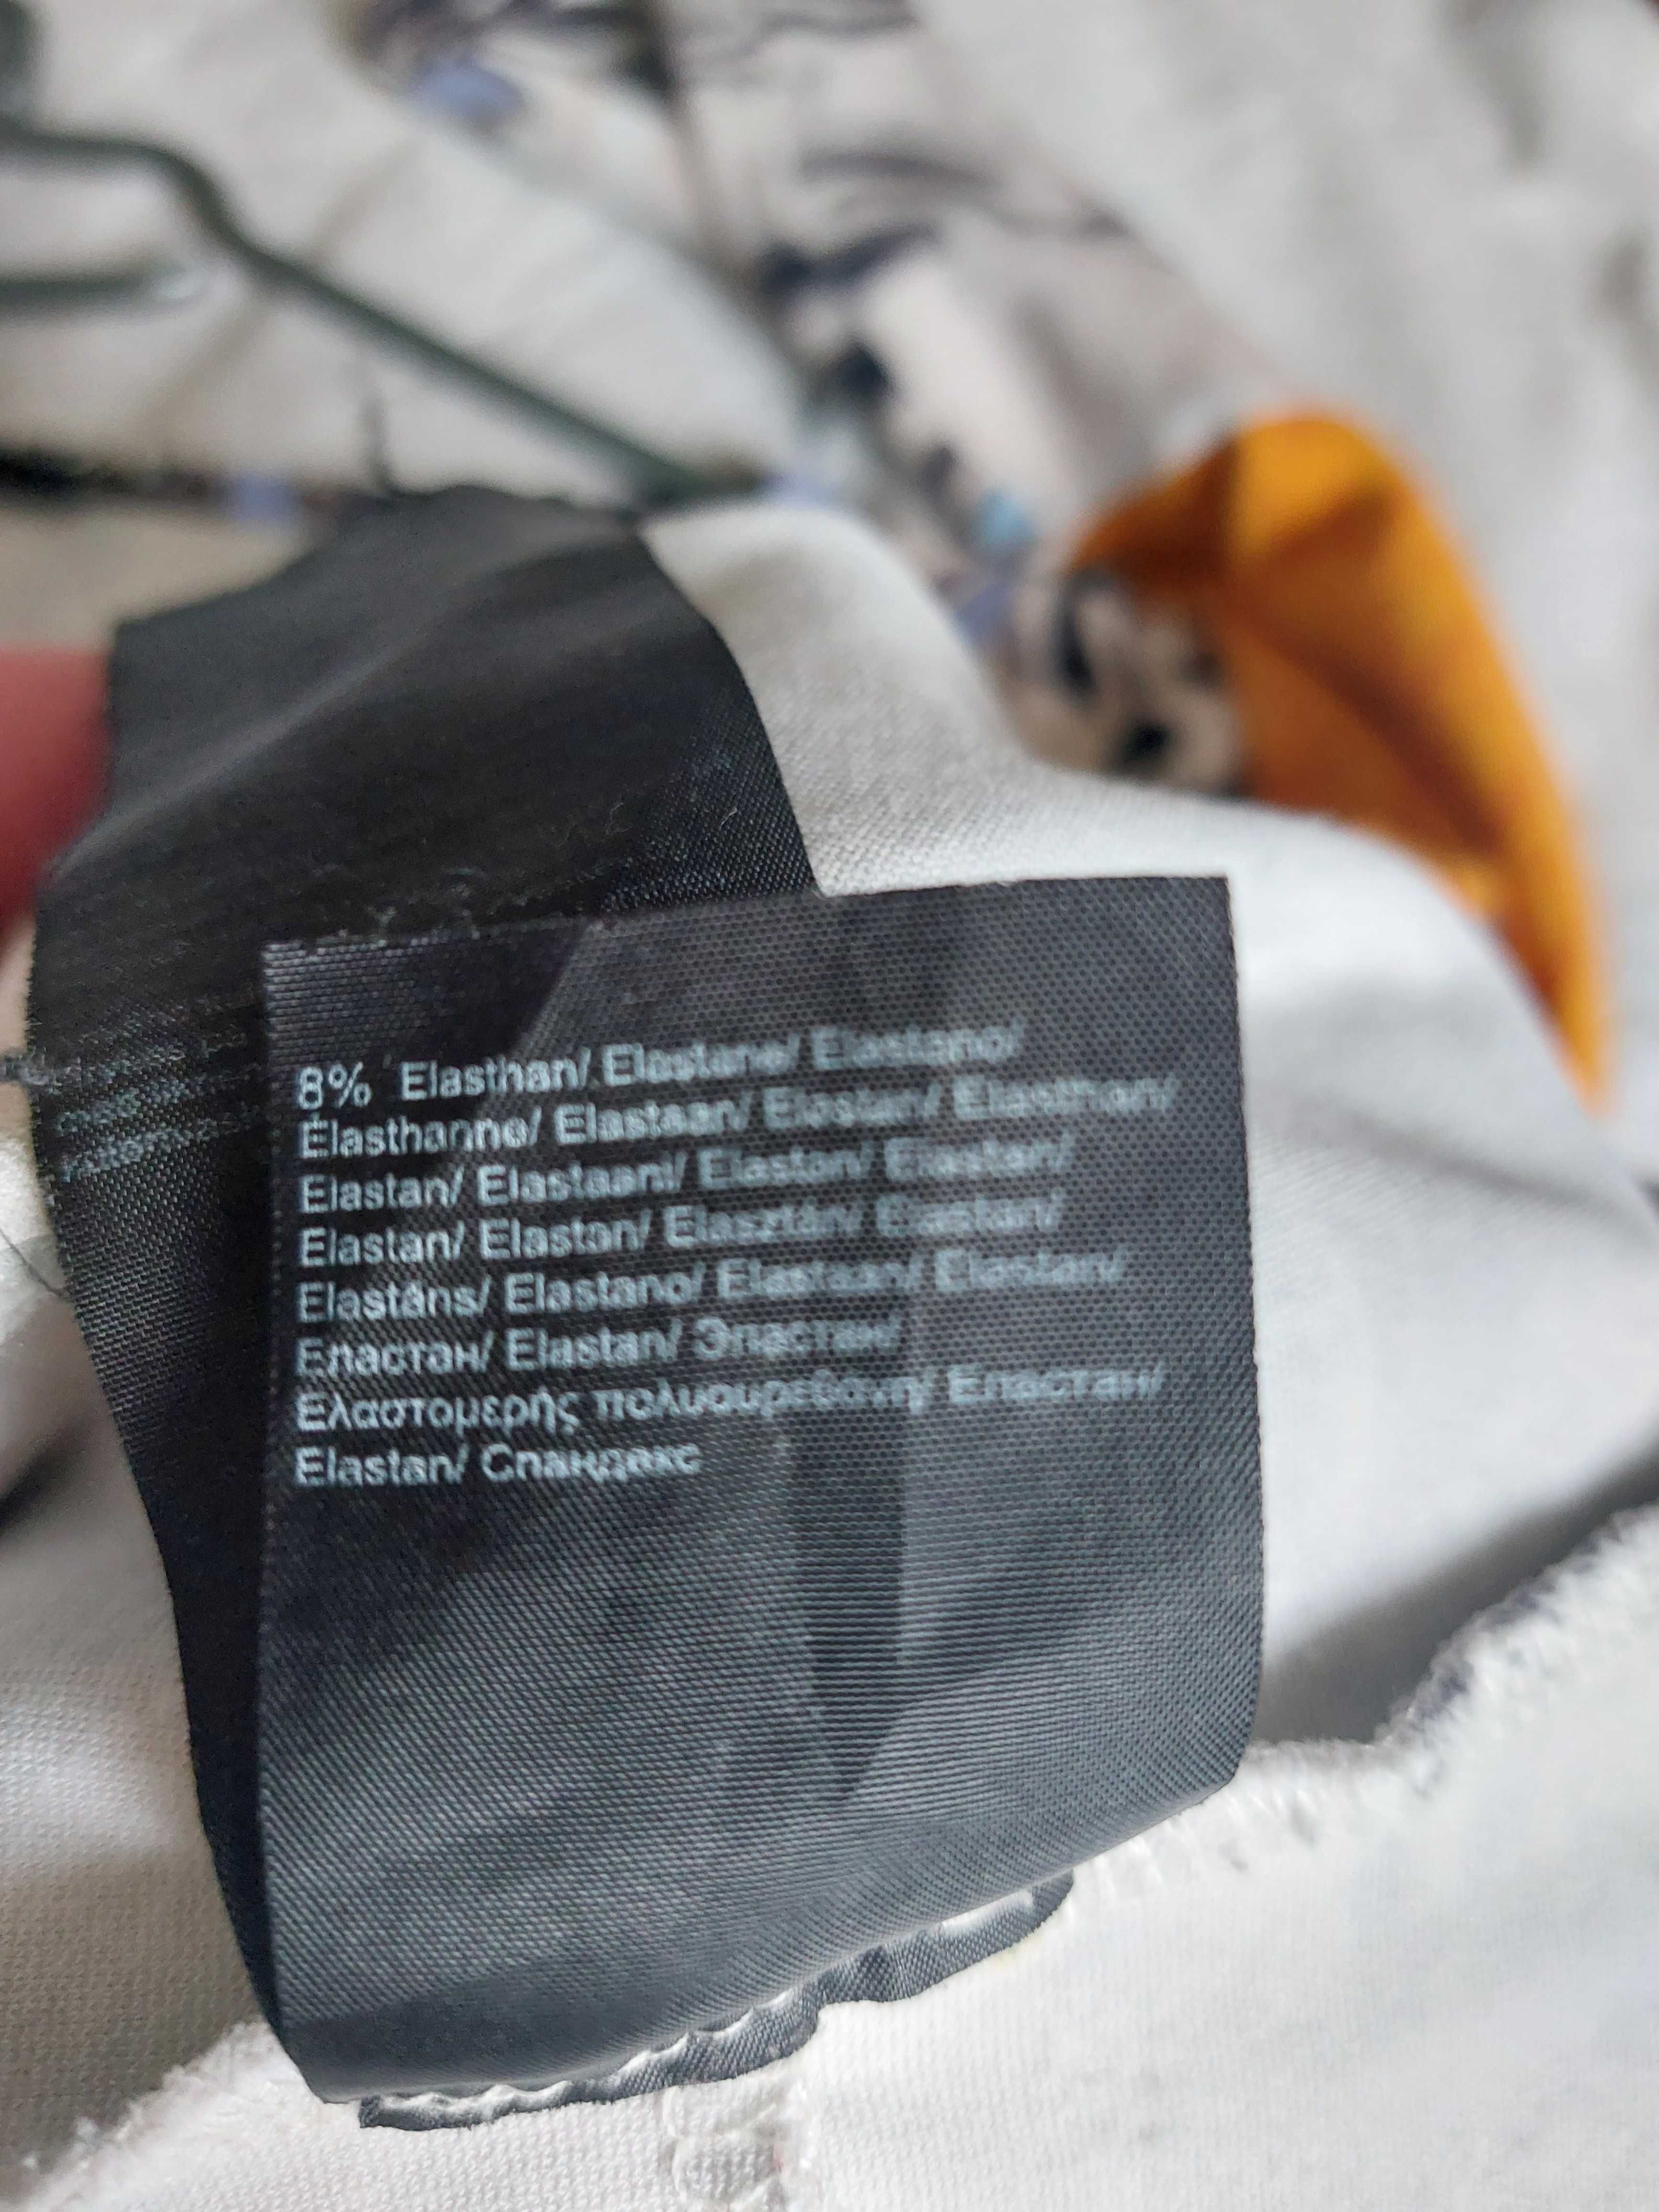 8% Elasthan/ Elastane/ Elastano/
Élasthanne/ Elastaan/ Elastan/ Elasthan/
Elastan/ Elastaani/ Elastan/ Elastan/
Elastan/ Elastan/ Elasztán/ Elastan/
Elastāns/ Elastano/ Elastaan/ Elastan/
Еластан/ Elastan/ Эластан/
Ελαστομερής πολυουρεθάνη/ Еластан/
Elastan/ Спандекс